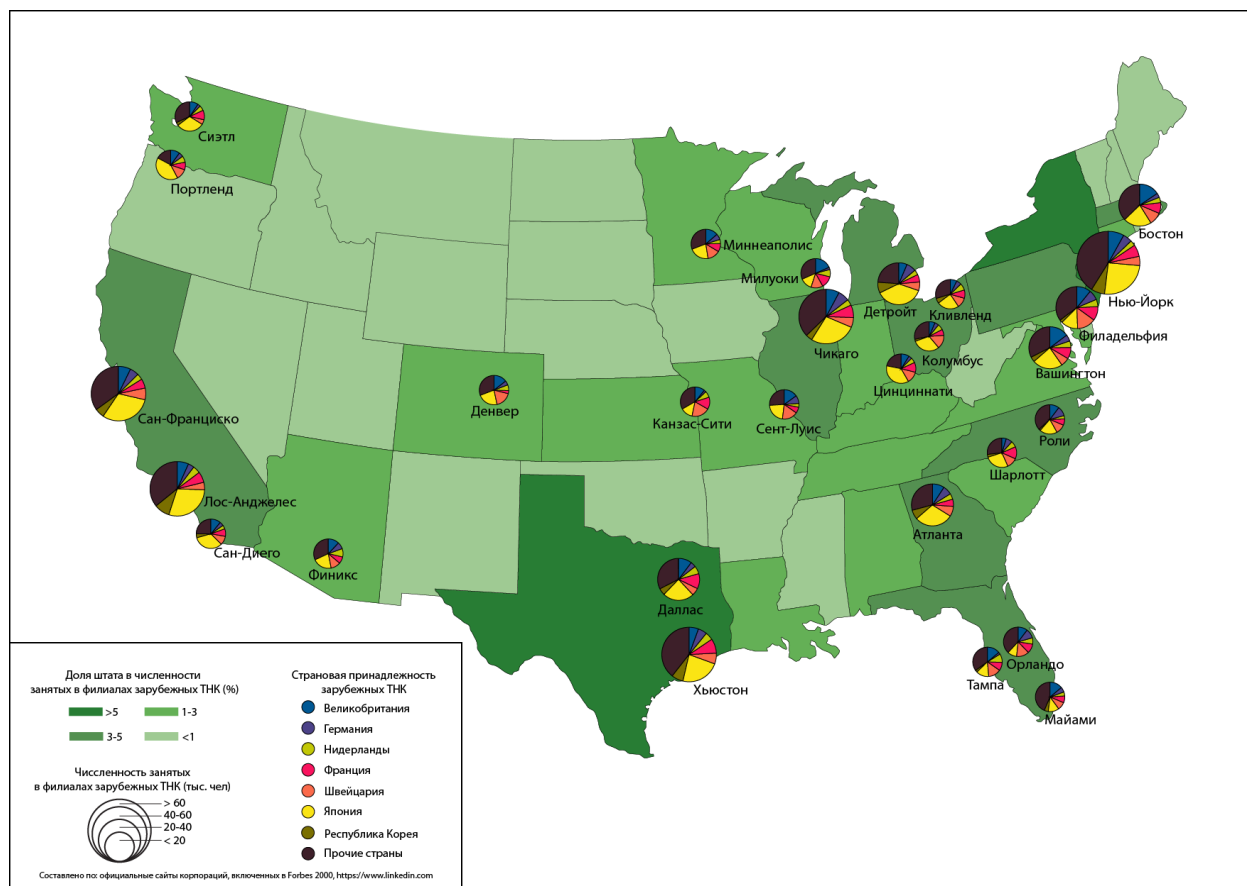 Сиэтл
Портленд
Миннеаполис
Милуоки
Бостон
Нью-Йорк
Детройт
Кливленд
Филадельфия
Чикаго
Колумбус
Вашингтон
Цинциннати
Сан-Франциско
Денвер
Канзас-Сити
Сент-Луис
Роли
Шарлотт
Лос-Анджелес
Атланта
Сан-Диего
Финикс
Даллас
Хьюстон
Орландо
Тампа
Майами
Доля штата в численности
занятых в филиалах зарубежных ТНК (%)
>5
1-3
3-5
<1
Чиссленность занятых
в филиалах зарубежных ТНК (тыс. чел)
> 60
40-60
20-40
< 20
Страновая принадлежность
зарубежных ТНК
Великобритания
Германия
Нидерланды
Франция
Швейцария
Япония
Республика Корея
Прочие страны
Составлено по: официальные сайты корпораций, включенных в Forbes 2000, https://www.linkedin.com